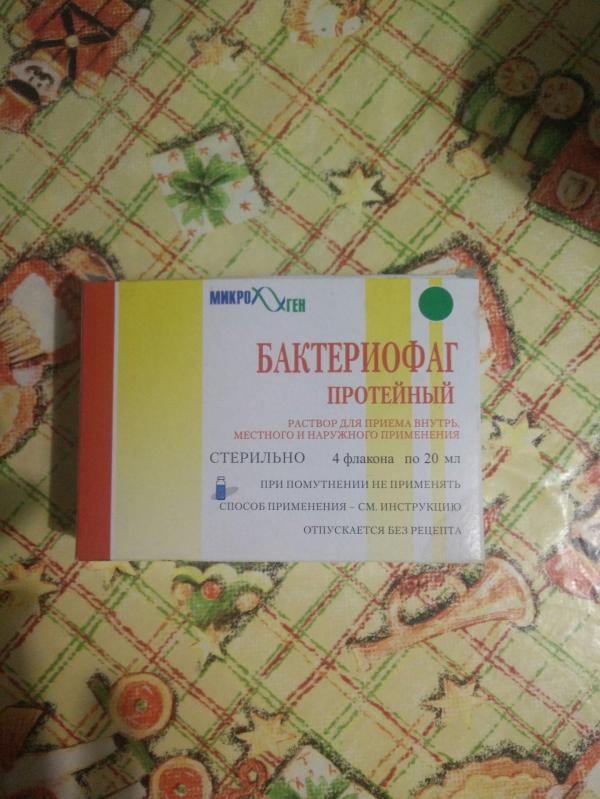 МИКРОГЕН
БАКТЕРИОФАГ
ПРОТЕЙНЫЙ
РАСТВОР ДЛЯ ПРИЕМА ВНУТРЬ,
МЕСТНОГО И НАРУЖНОГО ПРИМЕНЕНИЯ
СТЕРИЛЬНО 4 флакона по 20 мл
ПРИ ПОМУТНЕНИИ НЕ ПРИМЕНЯТЬ
СПОСОБ ПРИМЕНЕНИЯ – СМ. ИНСТРУКЦИЮ
ОТПУСКАЕТСЯ БЕЗ РЕЦЕПТА